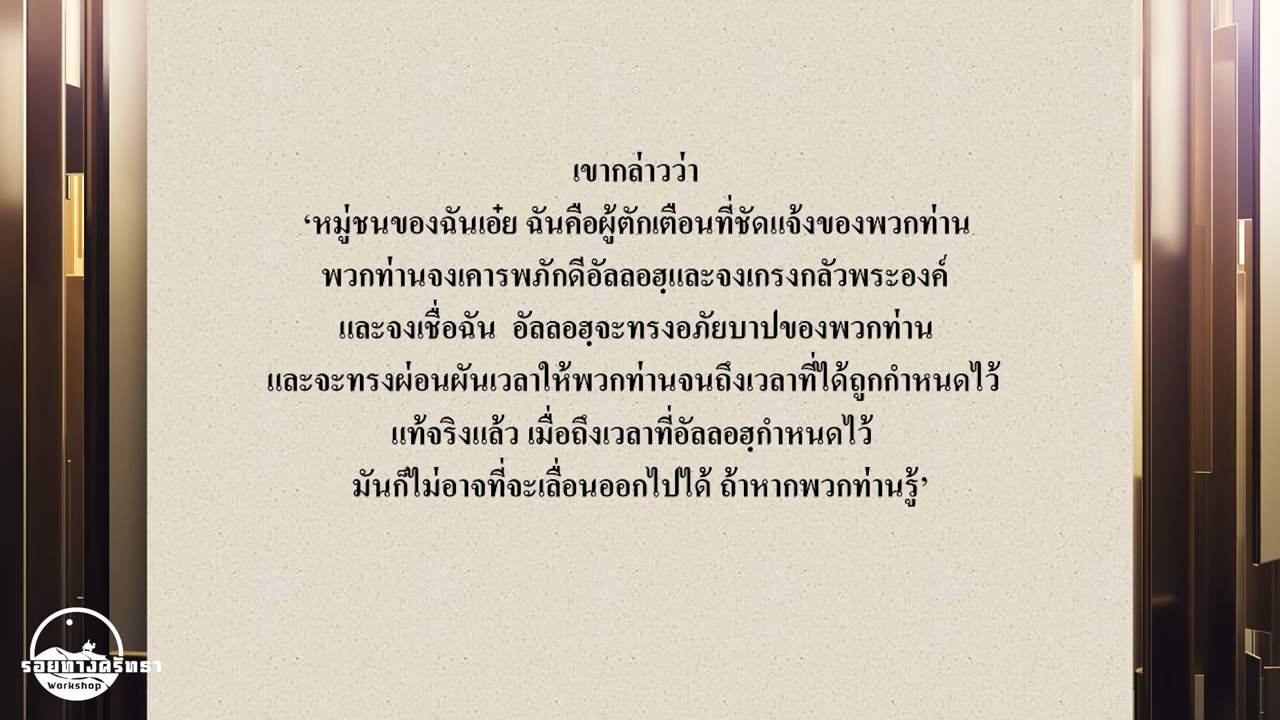 เขากล่าวว่า
‘หมู่ชนของฉันเอ๋ย ฉันคือผู้ตักเตือนที่ชัดแจ้งของพวกท่าน
พวกท่านจงเคารพภักดีอัลลอฮฺและจงเกรงกลัวพระองค์
และจงเชื่อฉัน  อัลลอฮฺจะทรงอภัยบาปของพวกท่าน
และจะทรงผ่อนผันเวลาให้พวกท่านจนถึงเวลาที่ได้ถูกกำหนดไว้
แท้จริงแล้ว เมื่อถึงเวลาที่อัลลอฮฺกำหนดไว้
มันก็ไม่อาจที่จะเลื่อนออกไปได้ ถ้าหากพวกท่านรู้’
รอยทางศรัทธา
Workshop